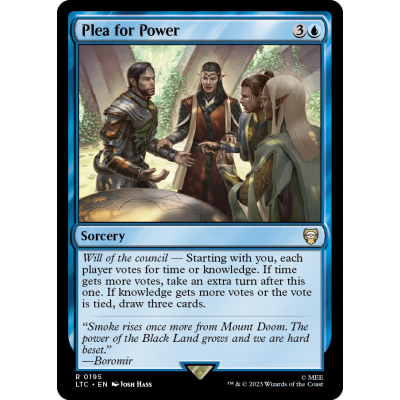 Plea for Power 3
Sorcery
Will of the council — Starting with you, each
player votes for time or knowledge. If time
gets more votes, take an extra turn after this
one. If knowledge gets more votes or the vote
is tied, draw three cards.
"Smoke rises once more from Mount Doom. The
power of the Black Land grows and we are hard
beset."
—Boromir
R 0195
LTC • EN Josh Hass
© MEE
™ & © 2023 Wizards of the Coast